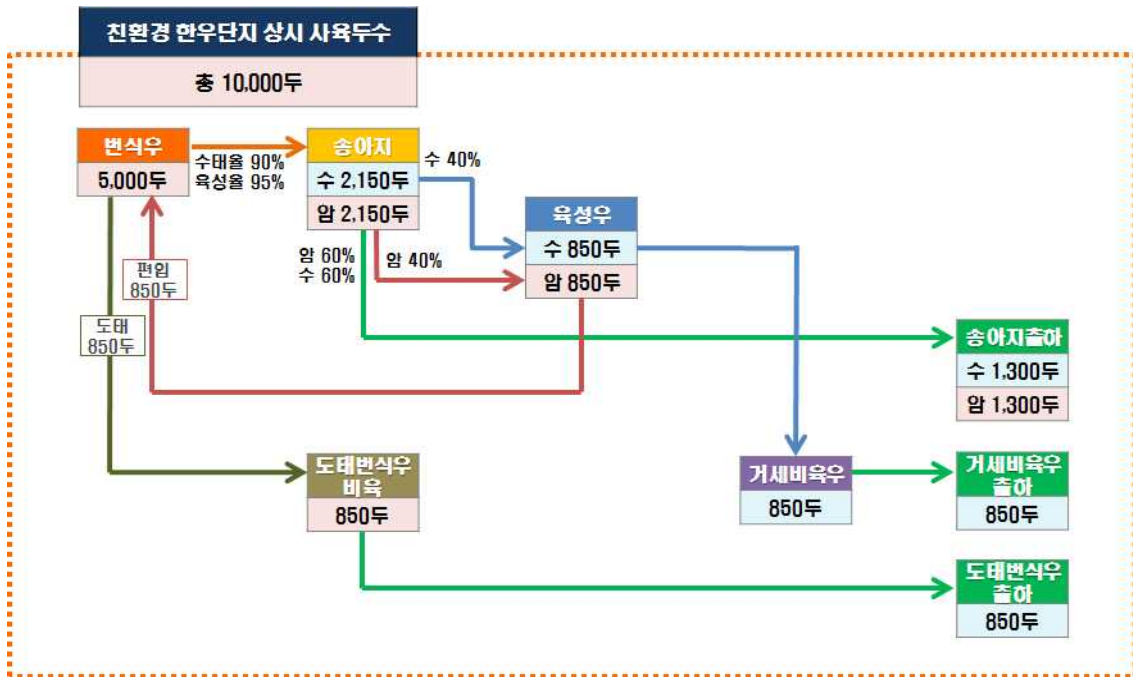 친환경 한우단지 상시 사육두수
총 10,000두
번식우
5,000두
수태율 90%
육성율 95%
송아지
수 2,150두
암 2,150두
수 40%
육성우
수 850두
암 850두
암 60%
수 60%
암 40%
편입
850두
도태
850두
송아지출하
수 1,300두
암 1,300두
도태번식우
비육
850두
거세비육우
850두
거세비육우
출하
850두
도태번식우
출하
850두